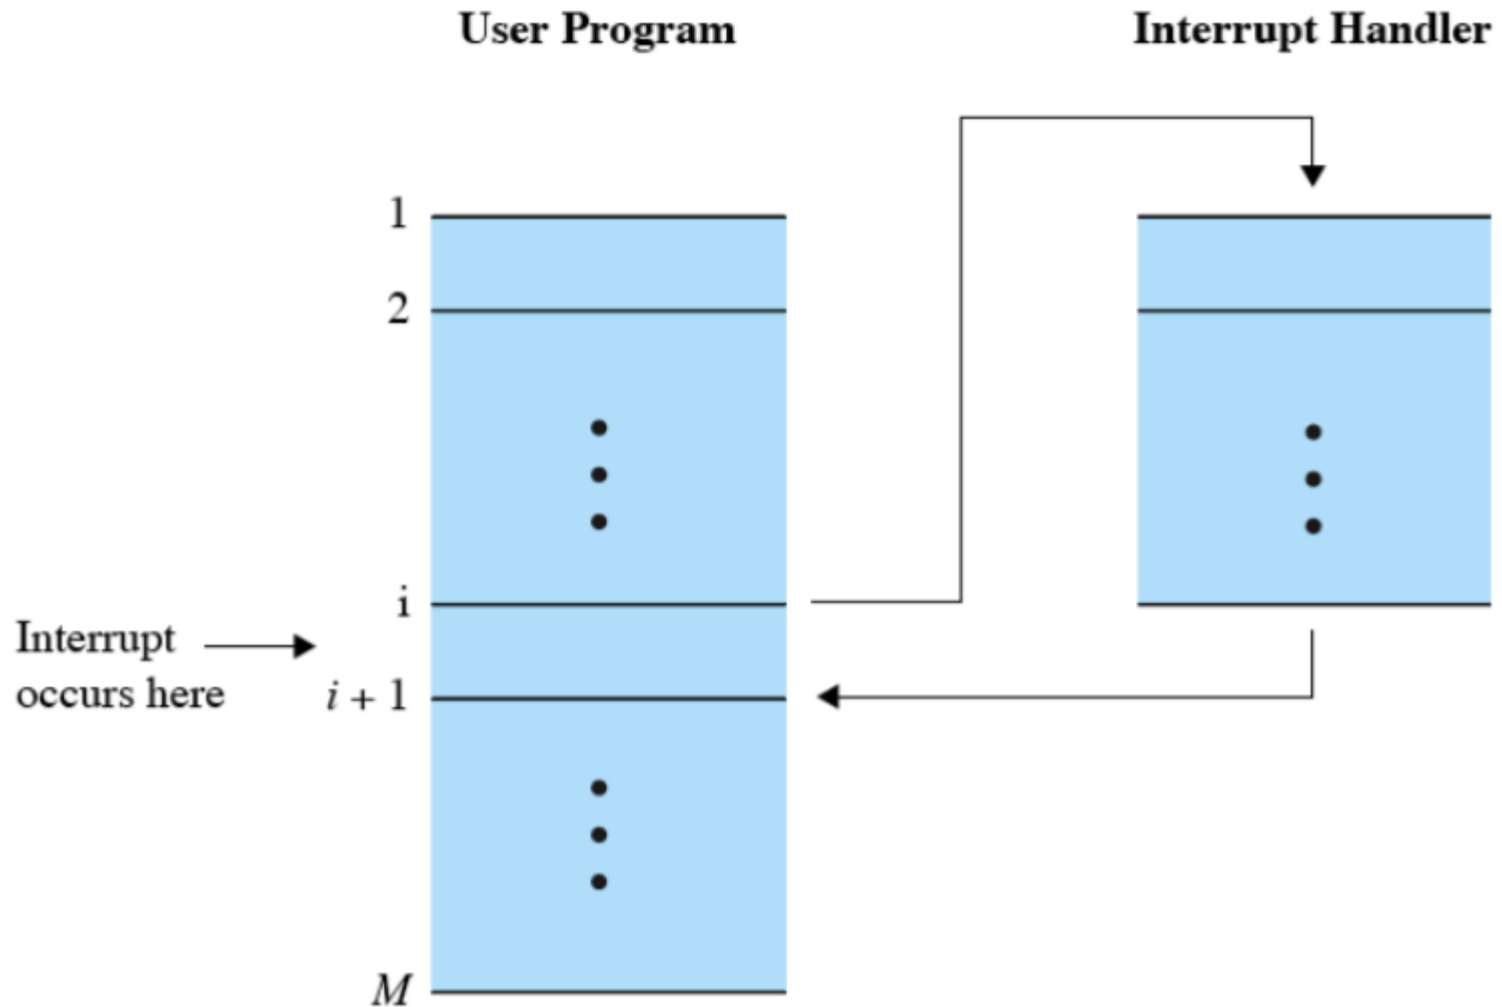 User Program
Interrupt Handler
1
2
i
Interrupt
occurs here
i + 1
M